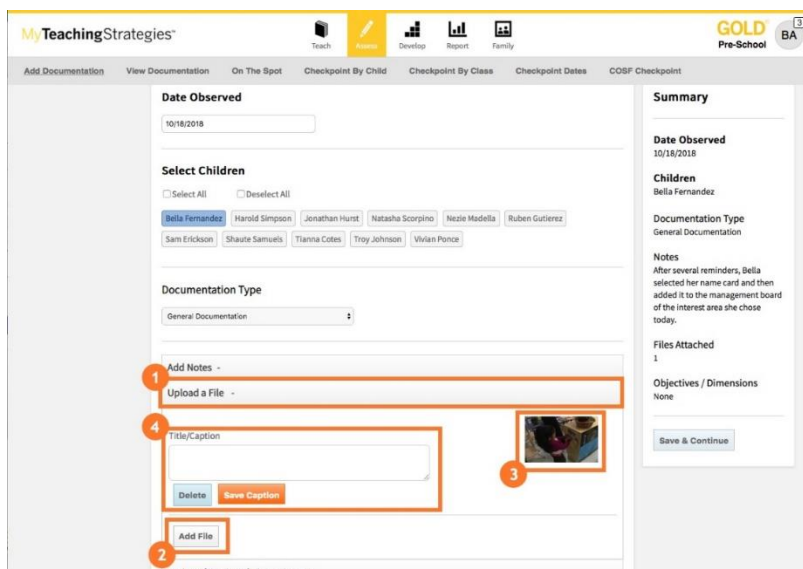 MyTeachingStrategies™
Teach
Assess
Develop
Report
Family
GOLD®
Pre-School
BA
3
Add Documentation View Documentation On The Spot Checkpoint By Child Checkpoint By Class Checkpoint Dates COSF Checkpoint
Date Observed
10/18/2018
Select Children
Select All Deselect All
Bella Fernandez Harold Simpson Jonathan Hurst Natasha Scorpino Nezie Madella Ruben Gutierez
Sam Erickson Shaute Samuels Tianna Cotes Troy Johnson Vivian Ponce
Documentation Type
General Documentation
Add Notes -
1
Upload a File -
4
Title/Caption
3
Delete Save Caption
Add File
2
Summary
Date Observed
10/18/2018
Children
Bella Fernandez
Documentation Type
General Documentation
Notes
After several reminders, Bella
selected her name card and then
added it to the management board
of the interest area she chose
today.
Files Attached
1
Objectives / Dimensions
None
Save & Continue